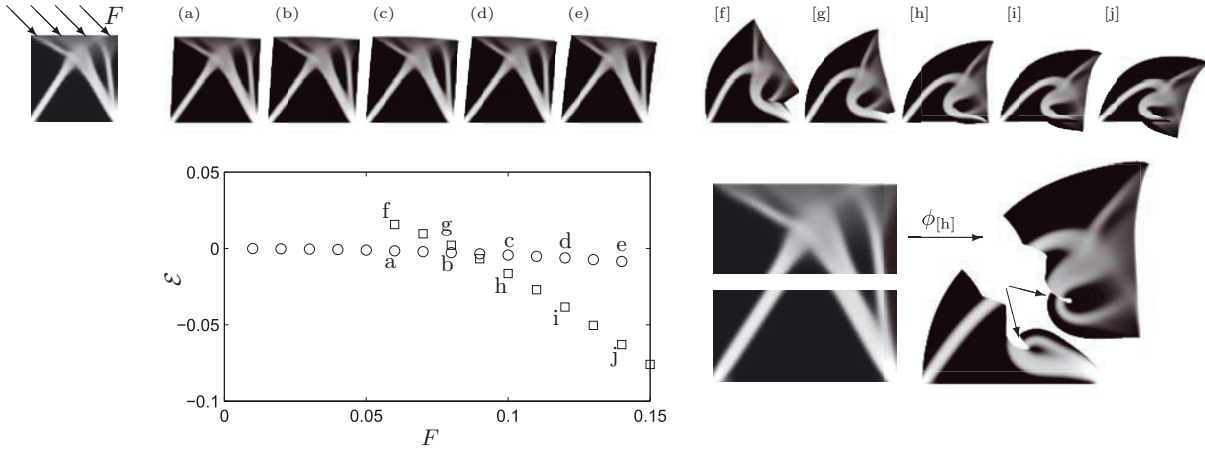 F
(a) (b) (c) (d) (e)
[f] [g] [h] [i] [j]
0.05
0
−0.05
−0.1
ℰ
f
g
a
b
c
d
e
h
i
j
0 0.05 0.1 0.15
F
ϕ[h]